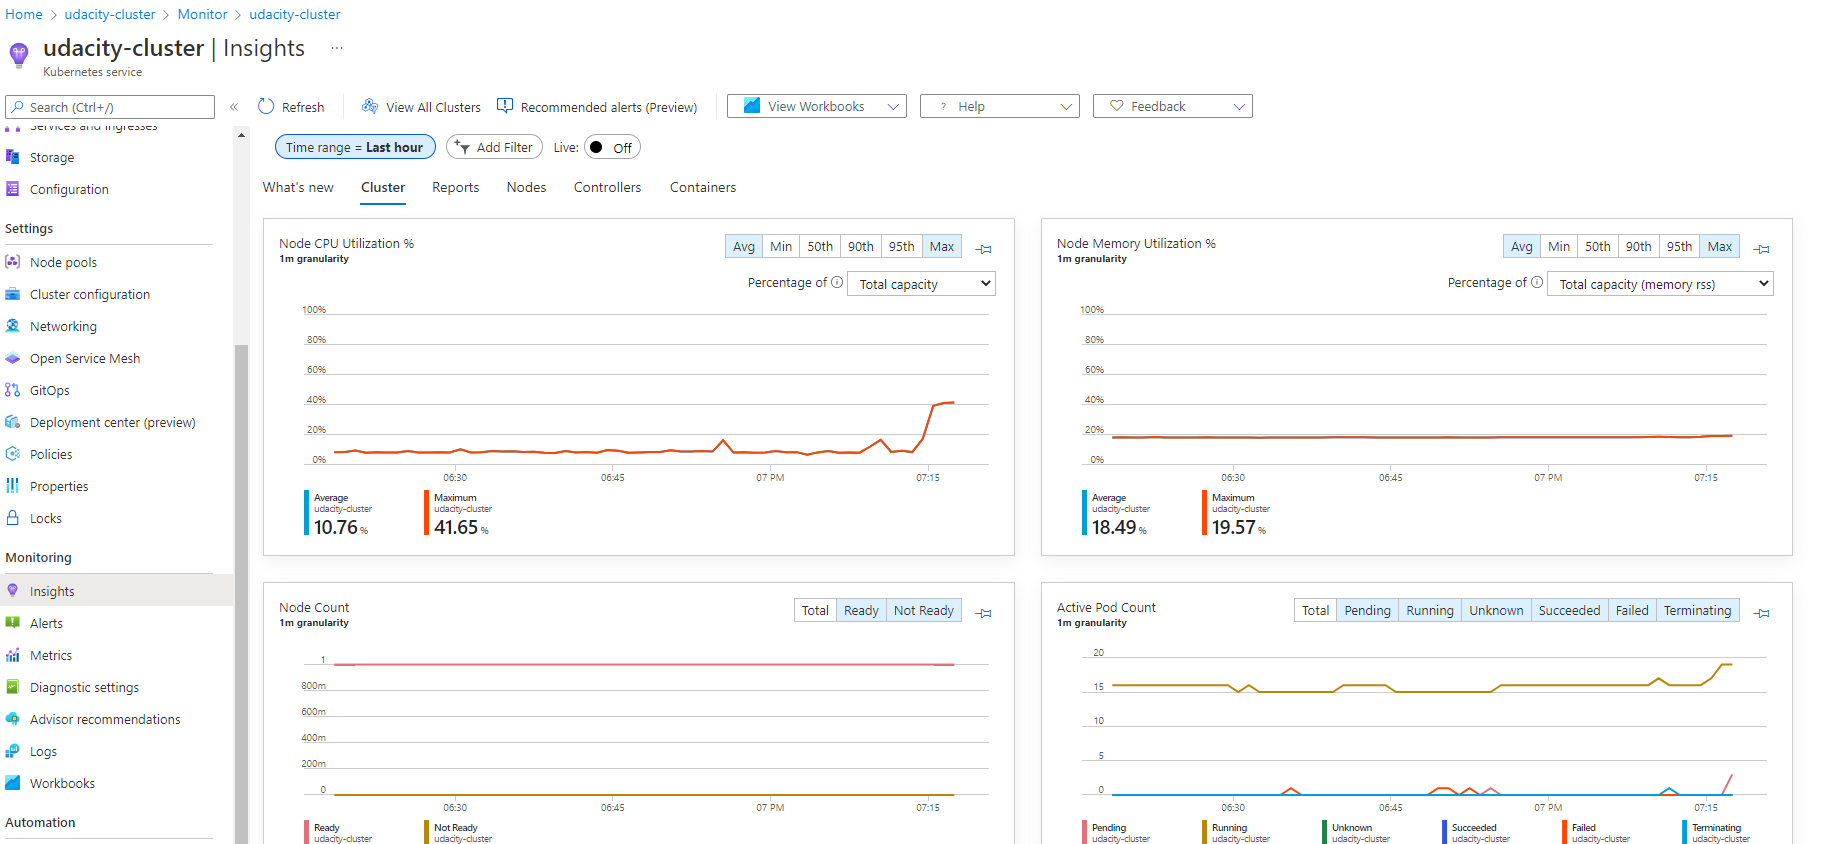 Home > udacity-cluster > Monitor > udacity-cluster
udacity-cluster | Insights ...
Kubernetes service
Search (Ctrl+/)
«
Refresh
View All Clusters
Recommended alerts (Preview)
View Workbooks
? Help
Feedback
Services and ingresses
Storage
Configuration
Settings
Node pools
Cluster configuration
Networking
Open Service Mesh
GitOps
Deployment center (preview)
Policies
Properties
Locks
Monitoring
Insights
Alerts
Metrics
Diagnostic settings
Advisor recommendations
Logs
Workbooks
Automation
Time range = Last hour
Add Filter
Live: Off
What's new Cluster Reports Nodes Controllers Containers
Node CPU Utilization %
1m granularity
Avg Min 50th 90th 95th Max
Percentage of Total capacity
100%
80%
60%
40%
20%
0%
06:30 06:45 07 PM 07:15
Average
udacity-cluster
10.76 %
Maximum
udacity-cluster
41.65 %
Node Memory Utilization %
1m granularity
Avg Min 50th 90th 95th Max
Percentage of Total capacity (memory rss)
100%
80%
60%
40%
20%
0%
06:30 06:45 07 PM 07:15
Average
udacity-cluster
18.49 %
Maximum
udacity-cluster
19.57 %
Node Count
1m granularity
Total Ready Not Ready
1
800m
600m
400m
200m
0
06:30 06:45 07 PM 07:15
Ready
udacity-cluster
Not Ready
udacity-cluster
Active Pod Count
1m granularity
Total Pending Running Unknown Succeeded Failed Terminating
20
15
10
5
0
06:30 06:45 07 PM 07:15
Pending
udacity-cluster
Running
udacity-cluster
Unknown
udacity-cluster
Succeeded
udacity-cluster
Failed
udacity-cluster
Terminating
udacity-cluster